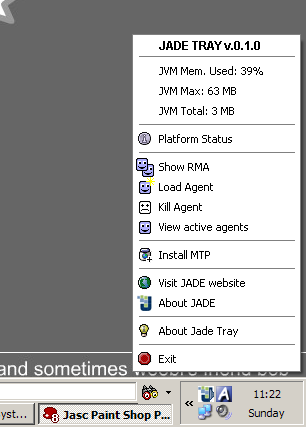 JADE TRAY v.0.1.0
JVM Mem. Used: 39%
JVM Max: 63 MB
JVM Total: 3 MB
Platform Status
Show RMA
Load Agent
Kill Agent
View active agents
Install MTP
Visit JADE website
About JADE
About Jade Tray
Exit
and sometimes
yst...
Jasc Paint Shop P...
«
11:22
Sunday